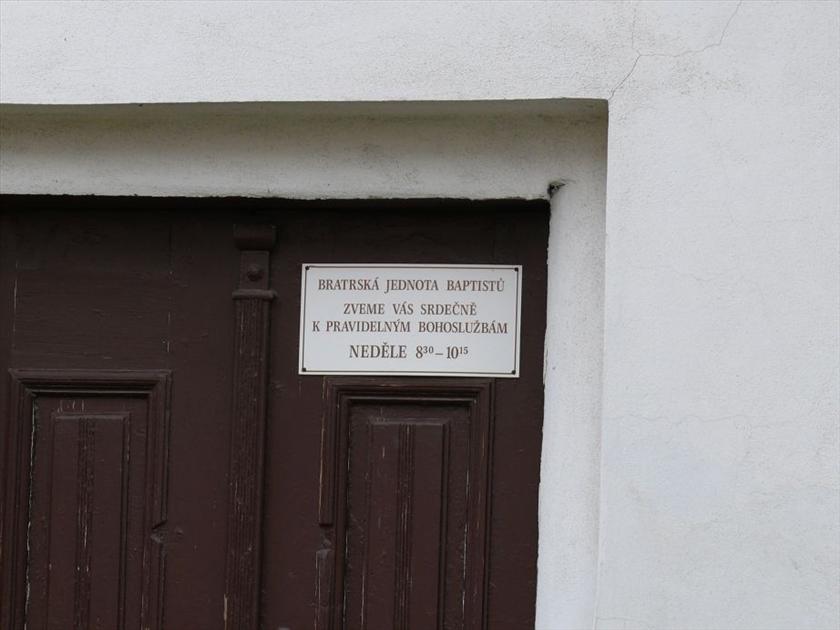 BRATRSKÁ JEDNOTA BAPTISTŮ
ZVEME VÁS SRDEČNĚ
K PRAVIDELNÝM BOHOSLUŽBÁM
NEDĚLE 8³⁰ – 10¹⁵